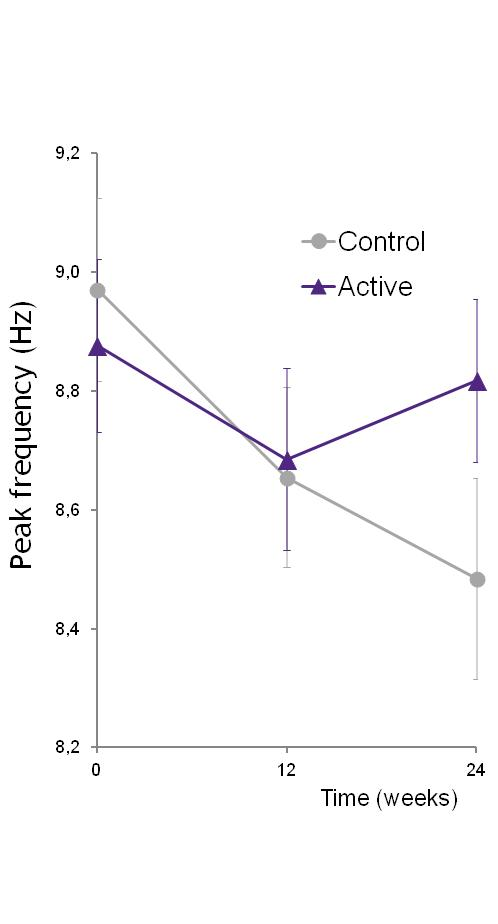 9,2
9,0
8,8
8,6
8,4
8,2
Peak frequency (Hz)
Control
Active
0
12
24
Time (weeks)